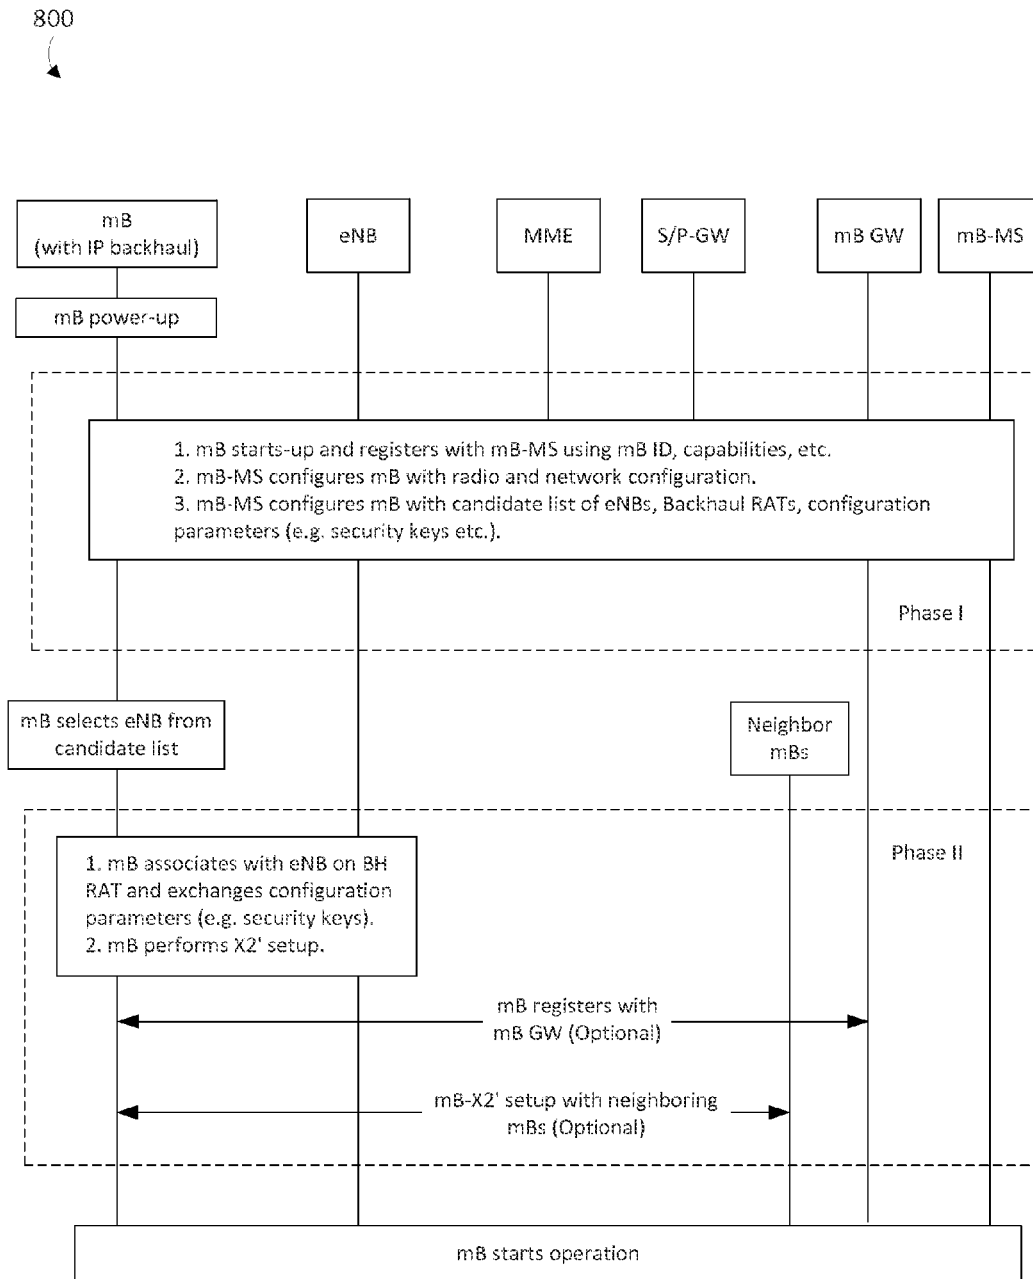 800
mB
(with IP backhaul)
eNB
MME
S/P-GW
mB GW
mB-MS
mB power-up
1. mB starts-up and registers with mB-MS using mB ID, capabilities, etc.
2. mB-MS configures mB with radio and network configuration.
3. mB-MS configures mB with candidate list of eNBs, Backhaul RATs, configuration
parameters (e.g. security keys etc.).
Phase I
mB selects eNB from
candidate list
Neighbor
mBs
Phase II
1. mB associates with eNB on BH
RAT and exchanges configuration
parameters (e.g. security keys).
2. mB performs X2' setup.
mB registers with
mB GW (Optional)
mB-X2' setup with neighboring
mBs (Optional)
mB starts operation